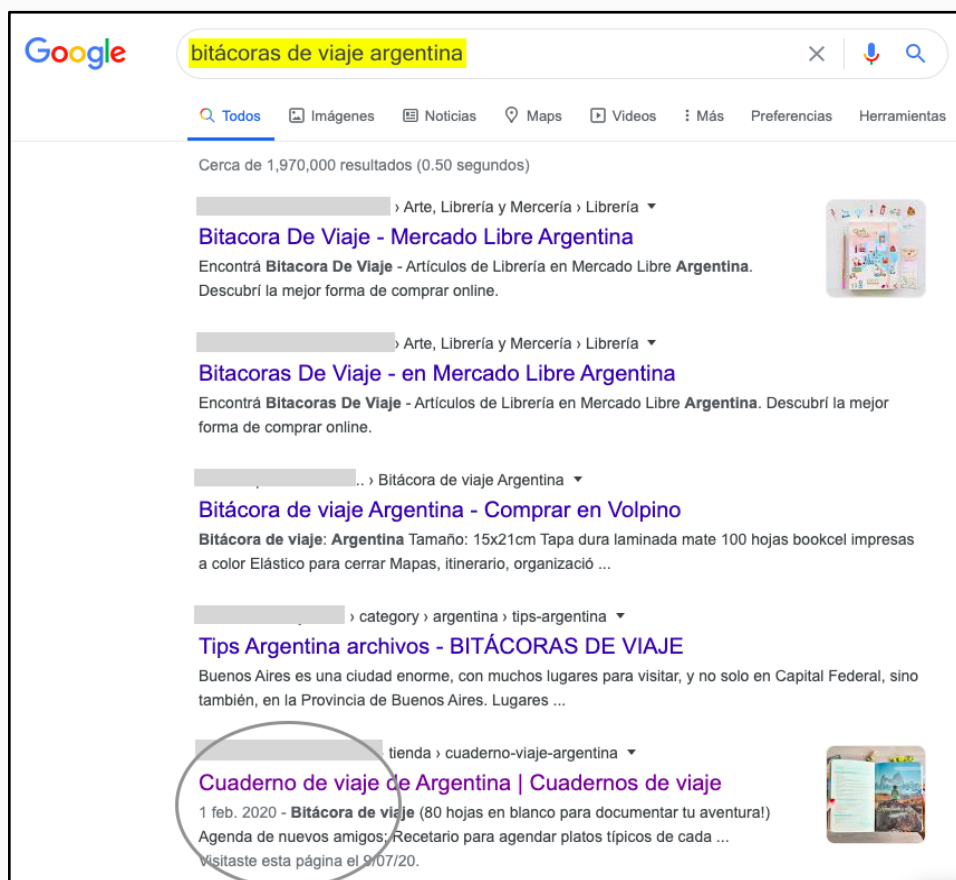 Google
bitácoras de viaje argentina
Todos Imágenes Noticias Maps Videos Más Preferencias Herramientas
Cerca de 1,970,000 resultados (0.50 segundos)
› Arte, Librería y Mercería › Librería
Bitacora De Viaje - Mercado Libre Argentina
Encontrá Bitacora De Viaje - Artículos de Librería en Mercado Libre Argentina.
Descubrí la mejor forma de comprar online.
› Arte, Librería y Mercería › Librería
Bitacoras De Viaje - en Mercado Libre Argentina
Encontrá Bitacoras De Viaje - Artículos de Librería en Mercado Libre Argentina. Descubrí la mejor
forma de comprar online.
.. › Bitácora de viaje Argentina
Bitácora de viaje Argentina - Comprar en Volpino
Bitácora de viaje: Argentina Tamaño: 15x21cm Tapa dura laminada mate 100 hojas bookcel impresas
a color Elástico para cerrar Mapas, itinerario, organizació ...
› category › argentina › tips-argentina
Tips Argentina archivos - BITÁCORAS DE VIAJE
Buenos Aires es una ciudad enorme, con muchos lugares para visitar, y no solo en Capital Federal, sino
también, en la Provincia de Buenos Aires. Lugares ...
tienda › cuaderno-viaje-argentina
Cuaderno de viaje de Argentina | Cuadernos de viaje
1 feb. 2020 - Bitácora de viaje (80 hojas en blanco para documentar tu aventura!)
Agenda de nuevos amigos; Recetario para agendar platos típicos de cada ...
Visitaste esta página el 9/07/20.